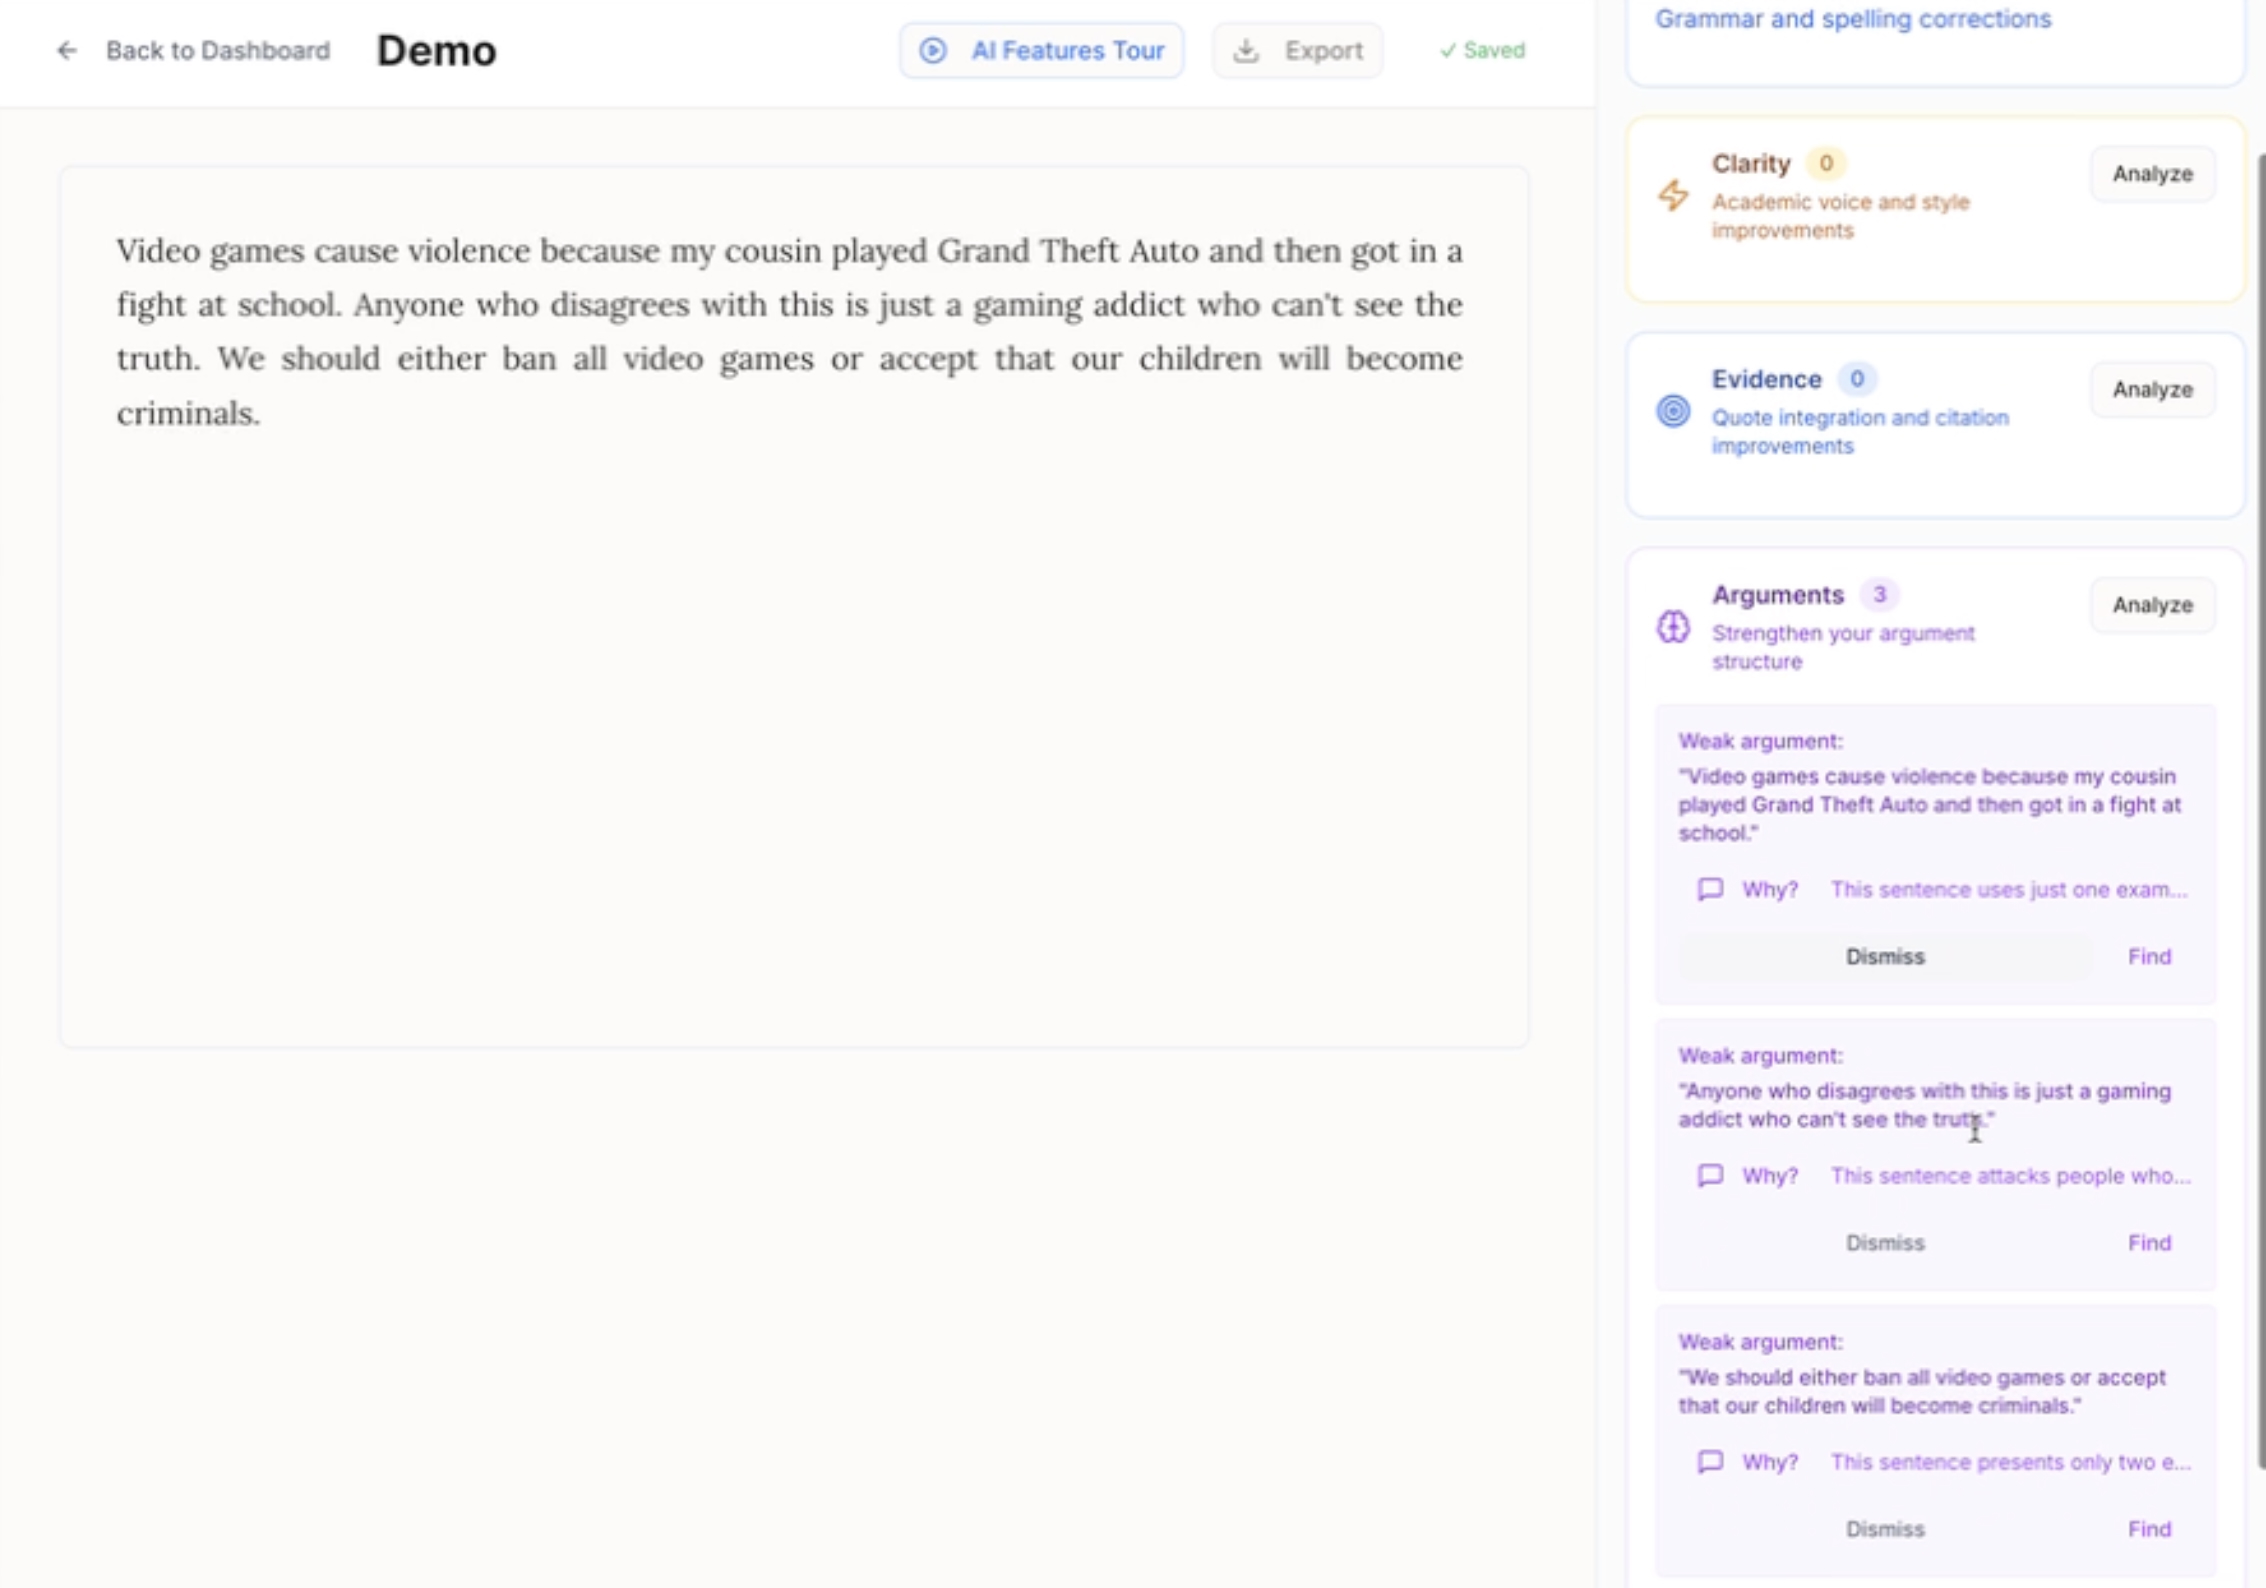 Back to Dashboard
Demo
AI Features Tour
Export
Saved
Video games cause violence because my cousin played Grand Theft Auto and then got in a
fight at school. Anyone who disagrees with this is just a gaming addict who can't see the
truth. We should either ban all video games or accept that our children will become
criminals.
Grammar and spelling corrections
Clarity 0
Analyze
Academic voice and style
improvements
Evidence 0
Analyze
Quote integration and citation
improvements
Arguments 3
Analyze
Strengthen your argument
structure
Weak argument:
"Video games cause violence because my cousin
played Grand Theft Auto and then got in a fight at
school."
Why? This sentence uses just one exam...
Dismiss Find
Weak argument:
"Anyone who disagrees with this is just a gaming
addict who can't see the truth."
Why? This sentence attacks people who...
Dismiss Find
Weak argument:
"We should either ban all video games or accept
that our children will become criminals."
Why? This sentence presents only two e...
Dismiss Find